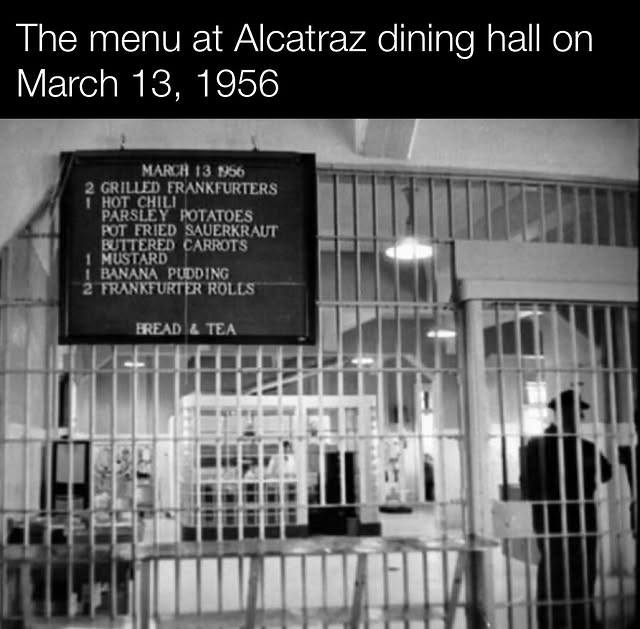 The menu at Alcatraz dining hall on
March 13, 1956
MARCH 13 1956
2 GRILLED FRANKFURTERS
1 HOT CHILI
PARSLEY POTATOES
POT FRIED SAUERKRAUT
BUTTERED CARROTS
1 MUSTARD
1 BANANA PUDDING
2 FRANKFURTER ROLLS
BREAD & TEA